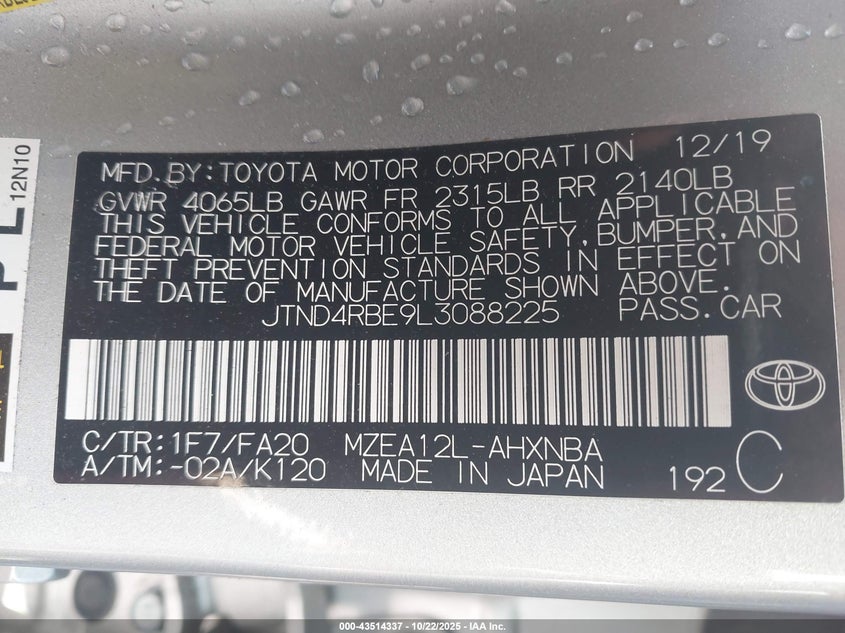 12N10
MFD.BY:TOYOTA MOTOR CORPORATION 12/19
GVWR 4065LB GAWR FR 2315LB RR 2140LB
THIS VEHICLE CONFORMS TO ALL APPLICABLE
FEDERAL MOTOR VEHICLE SAFETY,BUMPER,AND
THEFT PREVENTION STANDARDS IN EFFECT ON
THE DATE OF MANUFACTURE SHOWN ABOVE.
JTND4RBE9L3088225 PASS.CAR
C/TR:1F7/FA20 MZEA12L-AHXNBA
A/TM:-02A/K120 MADE IN JAPAN 192 C
000-43514337 - 10/22/2025 - IAA Inc.